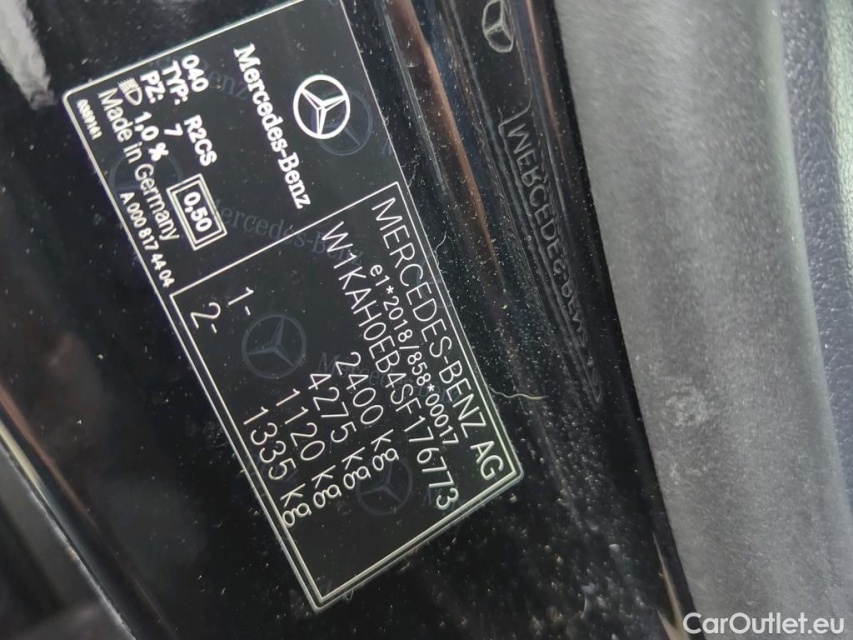 Mercedes-Benz
040
TYP: R2CS
PZ: 7
1,0 %
0,50
Made in Germany
A 000 817 44 04
MERCEDES-BENZ AG
e1*2018/858*00017
W1KAH0EB4SF176773
2400 kg
4275 kg
1- 1120 kg
2- 1335 kg
CarOutlet.eu